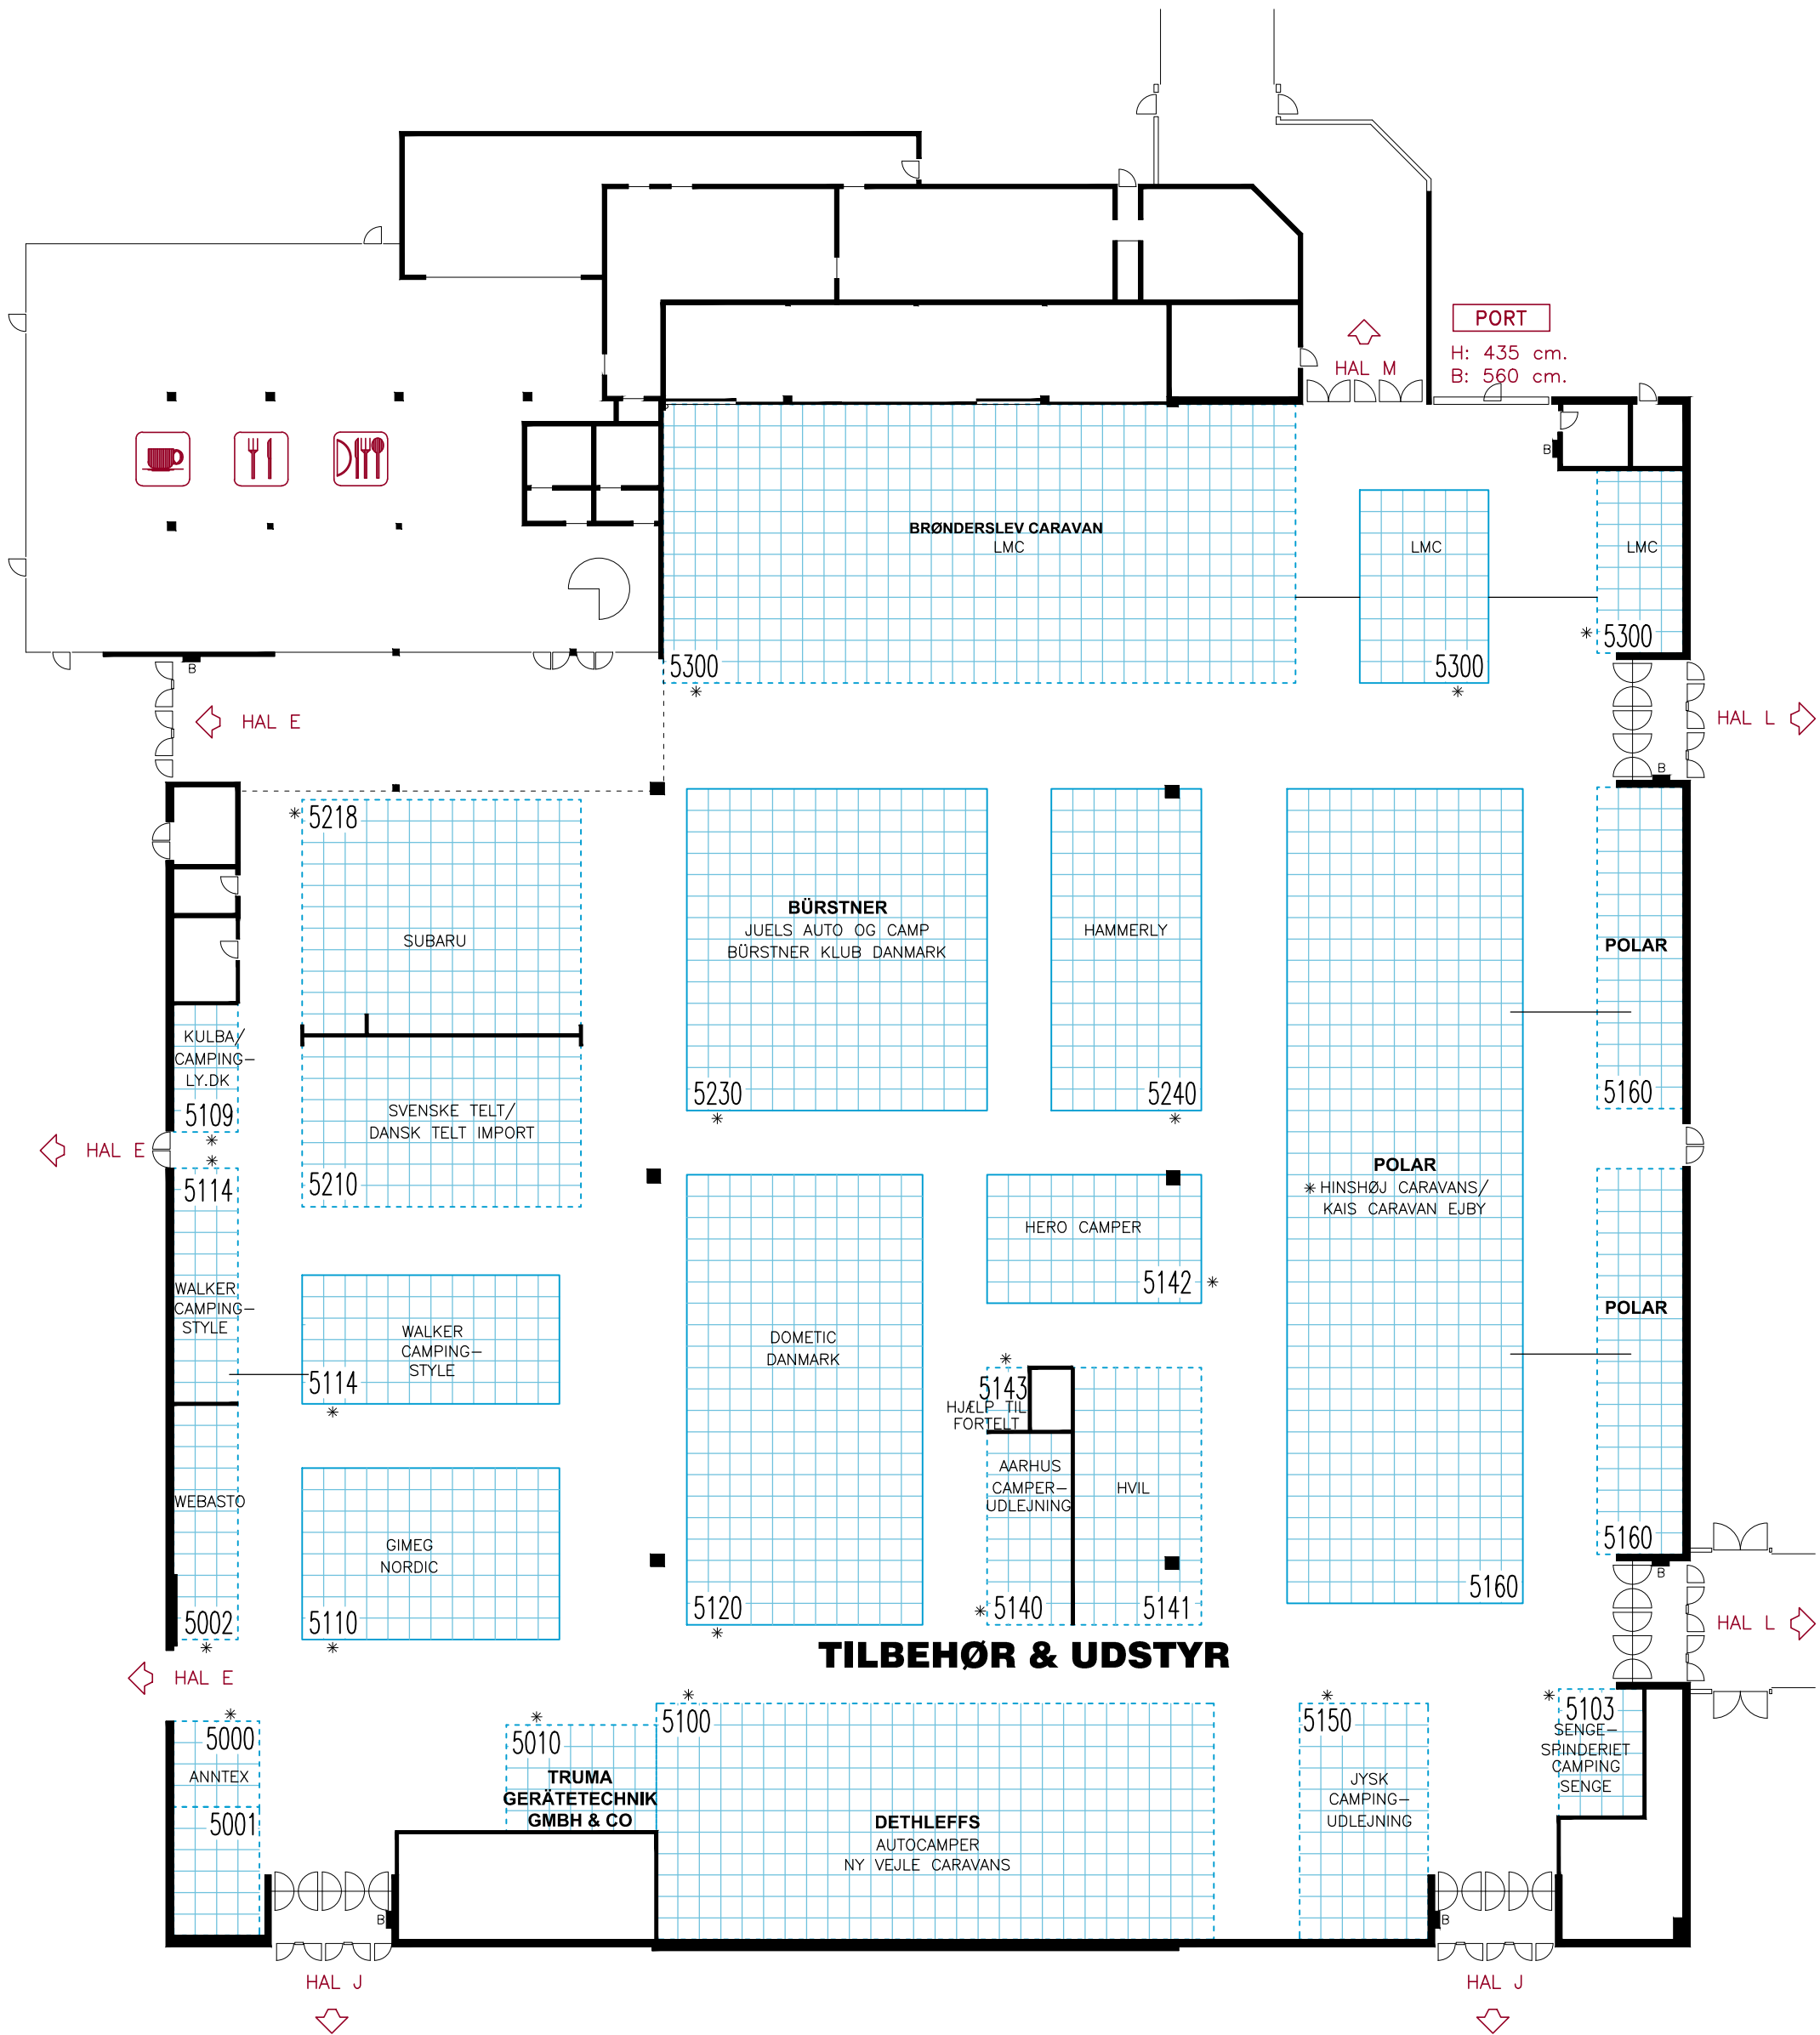 PORT
H: 435 cm.
B: 560 cm.
HAL M
B
BRØNDERSLEV CARAVAN
LMC
5300
LMC
5300
LMC
5300
B
HAL E
HAL L
B
5218
SUBARU
BÜRSTNER
JUELS AUTO OG CAMP
BÜRSTNER KLUB DANMARK
5230
HAMMERLY
5240
POLAR
5160
KULBA/
CAMPING-
LY.DK
5109
SVENSKE TELT/
DANSK TELT IMPORT
5210
HAL E
5114
WALKER
CAMPING-
STYLE
WALKER
CAMPING-
STYLE
5114
DOMETIC
DANMARK
5120
HERO CAMPER
5142
POLAR
HINSHØJ CARAVANS/
KAIS CARAVAN EJBY
5160
POLAR
5160
B
5143
HJÆLP TIL
FORTELT
AARHUS
CAMPER-
UDLEJNING
5140
HVIL
5141
WEBASTO
5002
GIMEG
NORDIC
5110
HAL L
TILBEHØR & UDSTYR
HAL E
5000
ANNTEX
5001
5010
TRUMA
GERÄTETECHNIK
GMBH & CO
5100
DETHLEFFS
AUTOCAMPER
NY VEJLE CARAVANS
5150
JYSK
CAMPING-
UDLEJNING
5103
SENGE-
SPINDERIET
CAMPING
SENGE
B
B
HAL J
HAL J